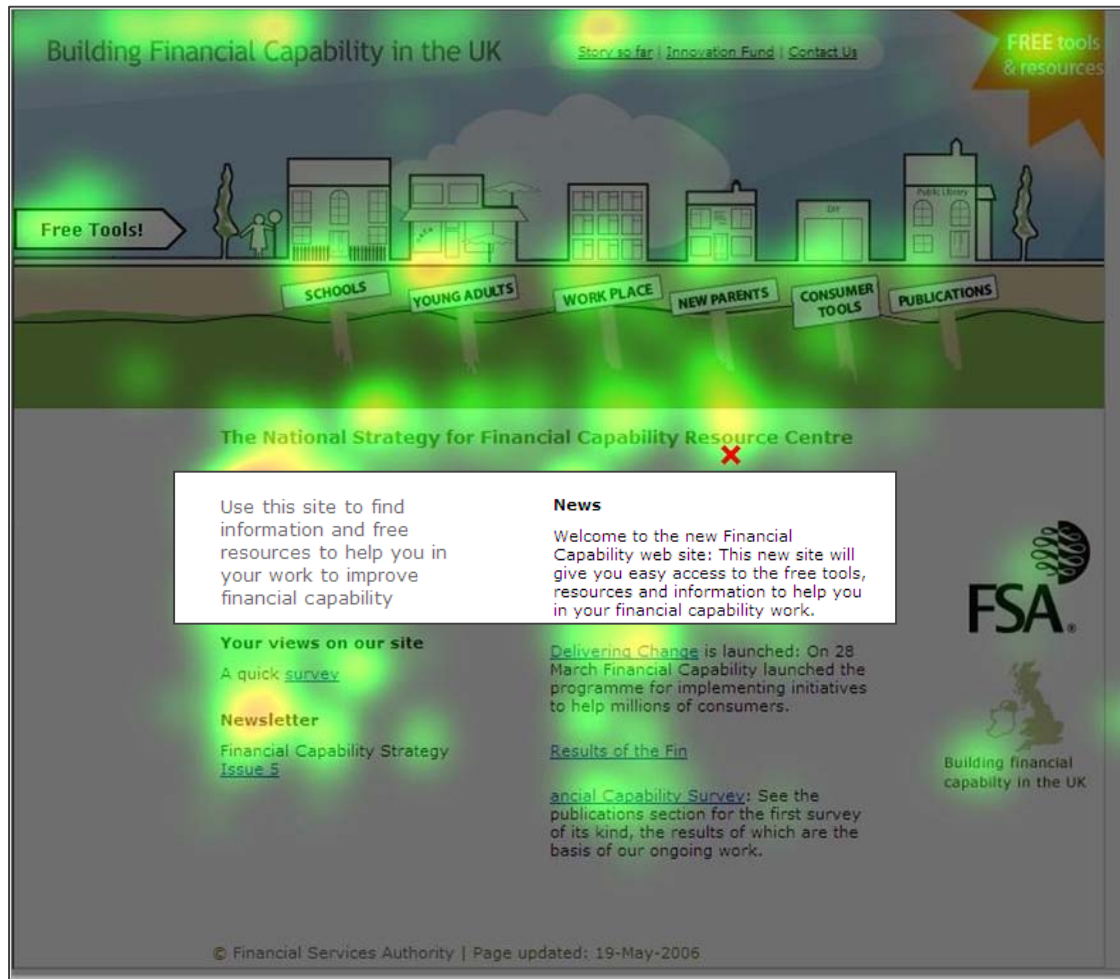 Building Financial Capability in the UK
Story so far | Innovation Fund | Contact Us
FREE tools
& resources
Public Library
DIY
Free Tools!
SCHOOLS
YOUNG ADULTS
WORK PLACE
NEW PARENTS
CONSUMER
TOOLS
PUBLICATIONS
The National Strategy for Financial Capability Resource Centre
Use this site to find
information and free
resources to help you in
your work to improve
financial capability
Your views on our site
A quick survey
Newsletter
Financial Capability Strategy
Issue 5
News
Welcome to the new Financial
Capability web site: This new site will
give you easy access to the free tools,
resources and information to help you
in your financial capability work.
Delivering Change is launched: On 28
March Financial Capability launched the
programme for implementing initiatives
to help millions of consumers.
Results of the Fin
ancial Capability Survey: See the
publications section for the first survey
of its kind, the results of which are the
basis of our ongoing work.
FSA
Building financial
capabilty in the UK
© Financial Services Authority | Page updated: 19-May-2006